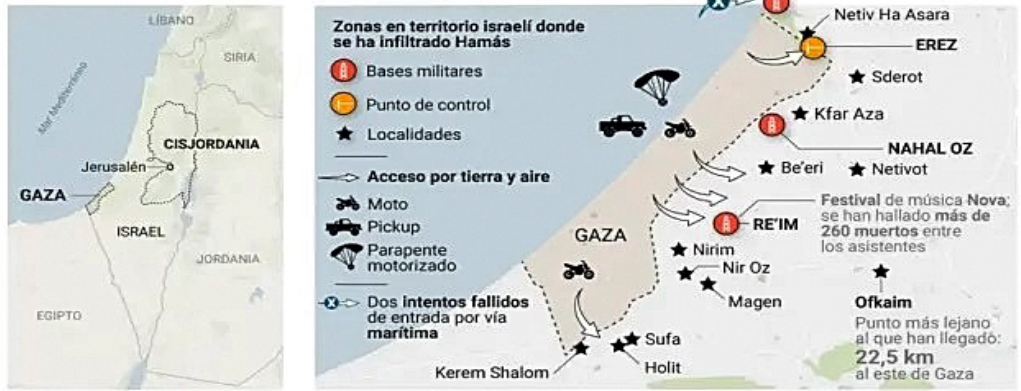 LÍBANO
SIRIA
Mar Mediterráneo
CISJORDANIA
Jerusalén
GAZA
ISRAEL
JORDANIA
EGIPTO
Zonas en territorio israelí donde
se ha infiltrado Hamás
Bases militares
Punto de control
Localidades
Acceso por tierra y aire
Moto
Pickup
Parapente
motorizado
X
Dos intentos fallidos
de entrada por vía
marítima
X
Netiv Ha Asara
EREZ
Sderot
Kfar Aza
NAHAL OZ
Be'eri
Netivot
Festival de música Nova;
se han hallado más de
260 muertos entre
los asistentes
RE'IM
GAZA
Nirim
Nir Oz
Magen
Ofkaim
Punto más lejano
al que han llegado:
22,5 km
al este de Gaza
Sufa
Holit
Kerem Shalom